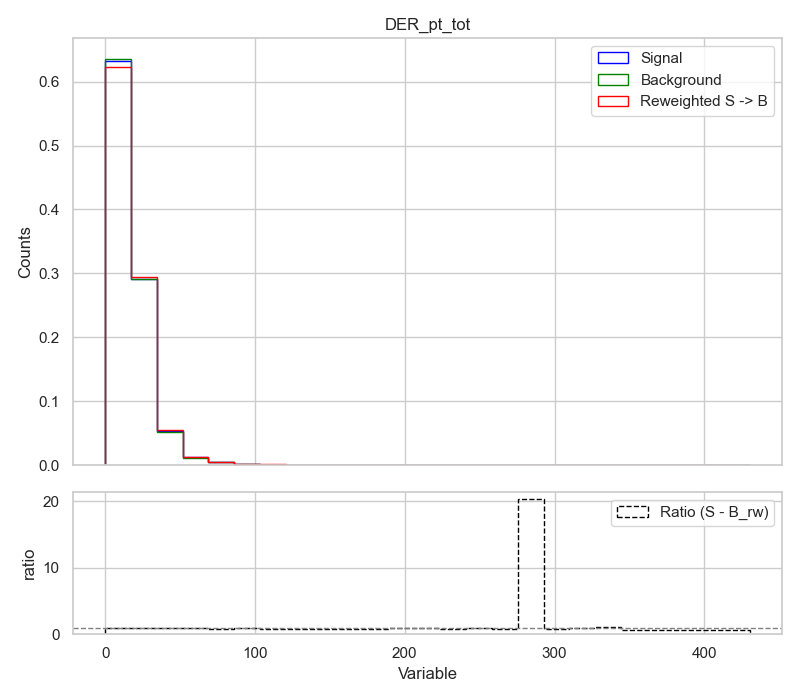 DER_pt_tot
Signal
Background
Reweighted S -> B
Counts
0.6
0.5
0.4
0.3
0.2
0.1
0.0
Ratio (S - B_rw)
ratio
20
10
0
0
100
200
300
400
Variable